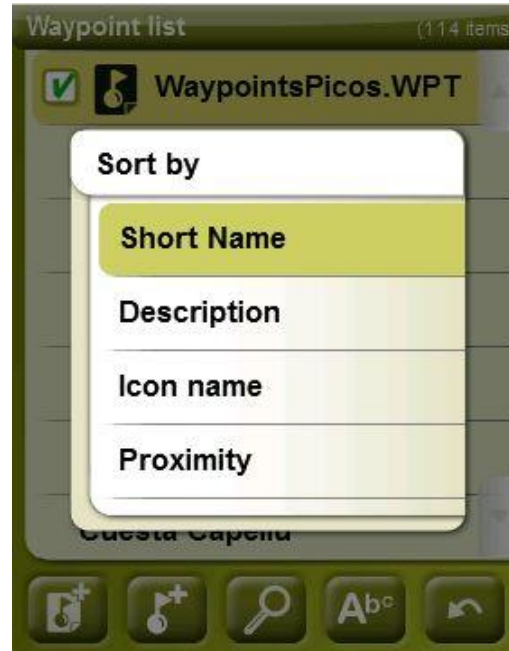 Waypoint list (114 items
WaypointsPicos.WPT
Sort by
Short Name
Description
Icon name
Proximity
Cuesta Capellu
Abc